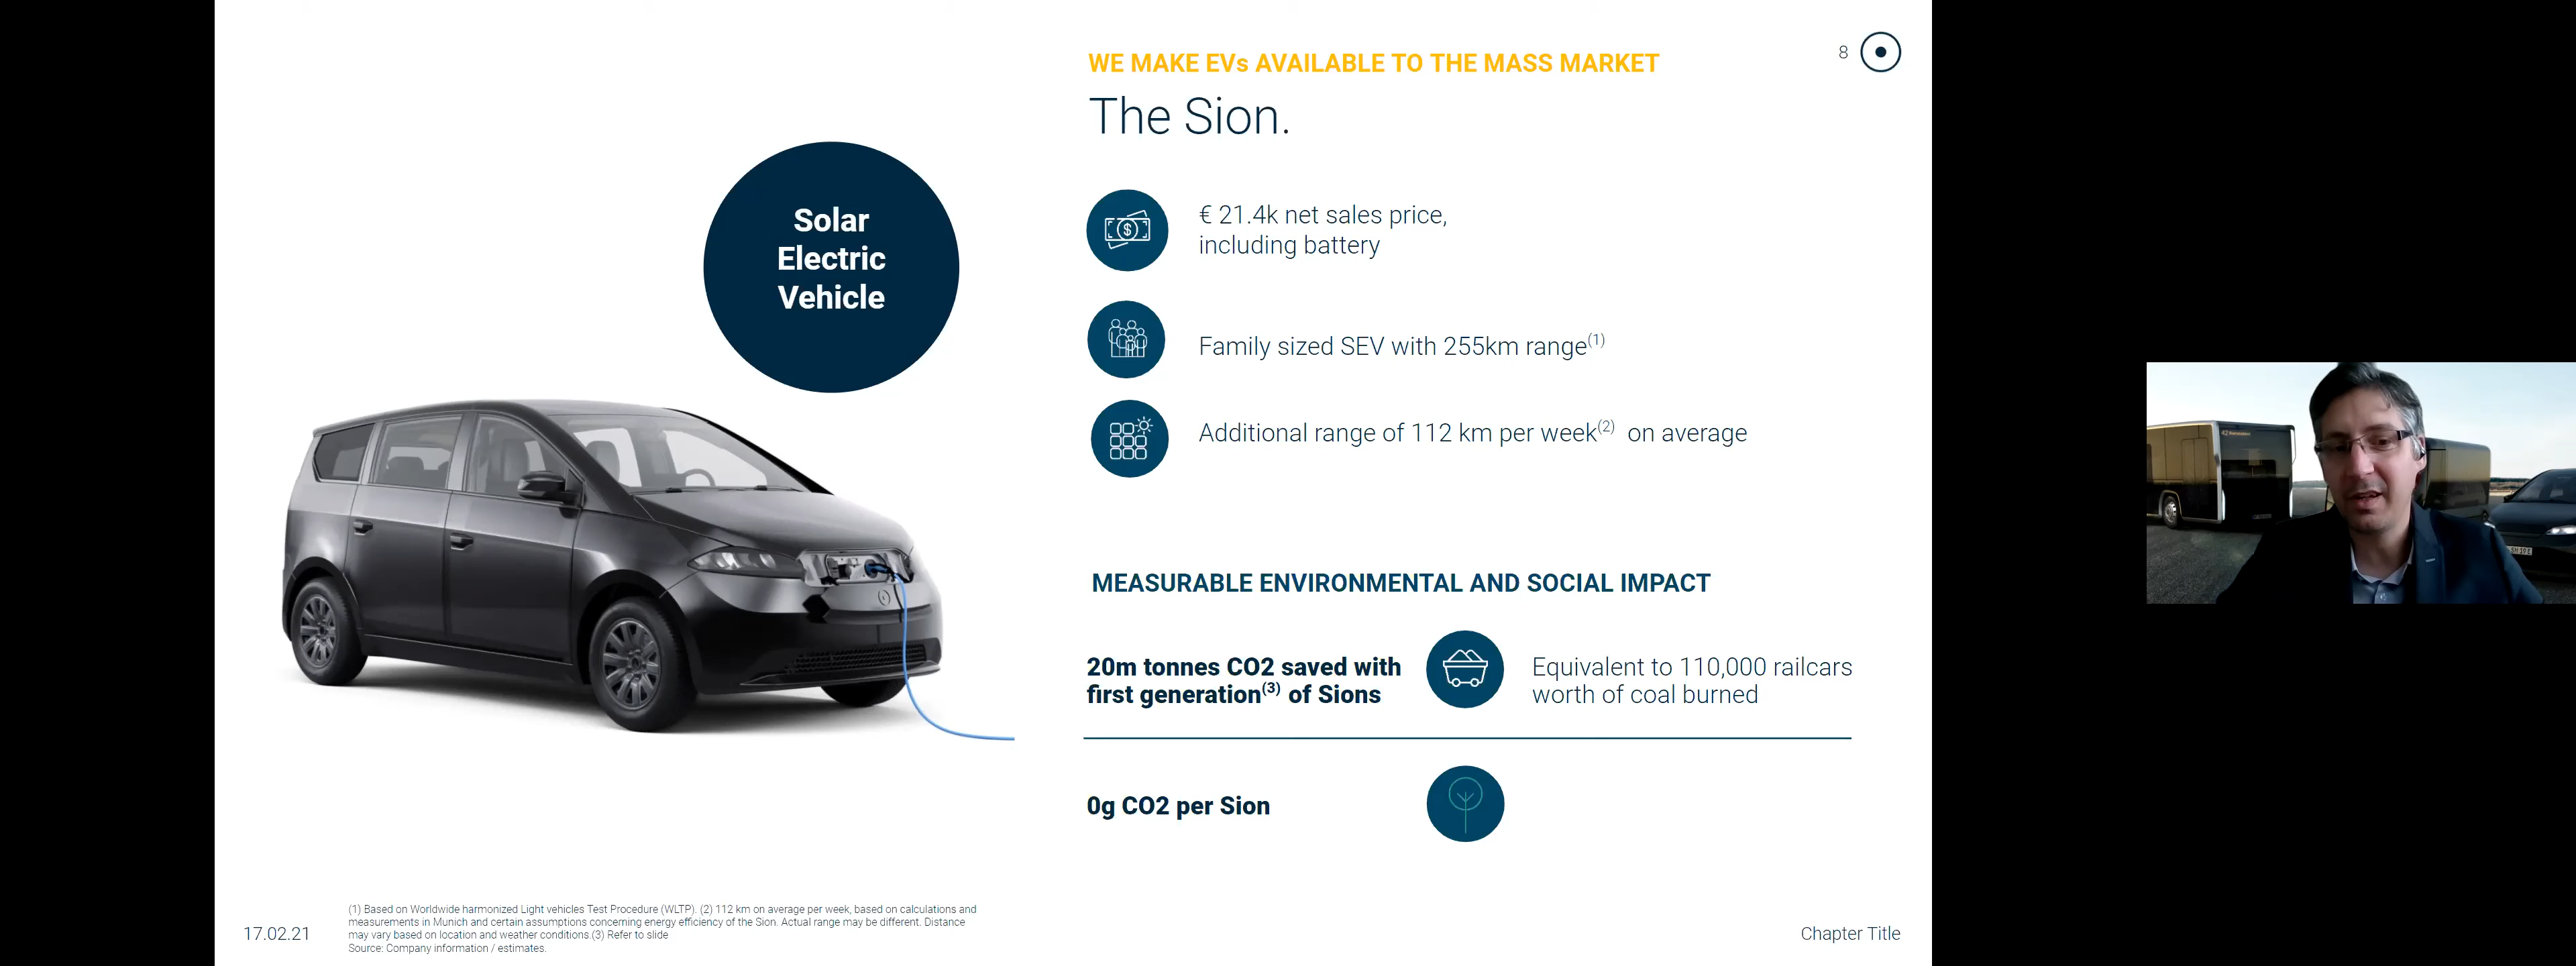 WE MAKE EVs AVAILABLE TO THE MASS MARKET
8
The Sion.
Solar
Electric
Vehicle
€ 21.4k net sales price,
including battery
Family sized SEV with 255km range(1)
Additional range of 112 km per week(2) on average
MEASURABLE ENVIRONMENTAL AND SOCIAL IMPACT
20m tonnes CO2 saved with
first generation(3) of Sions
Equivalent to 110,000 railcars
worth of coal burned
0g CO2 per Sion
17.02.21
(1) Based on Worldwide harmonized Light vehicles Test Procedure (WLTP). (2) 112 km on average per week, based on calculations and
measurements in Munich and certain assumptions concerning energy efficiency of the Sion. Actual range may be different. Distance
may vary based on location and weather conditions.(3) Refer to slide
Source: Company information / estimates.
Chapter Title